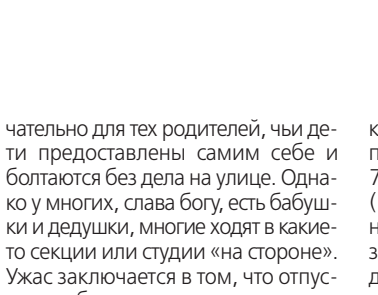 чательно для тех родителей, чьи де-
ти предоставлены самим себе и
болтаются без дела на улице. Одна-
ко у многих, слава богу, есть бабуш-
ки и дедушки, многие ходят в какие-
то секции или студии «на стороне».
Ужас заключается в том, что отпус-